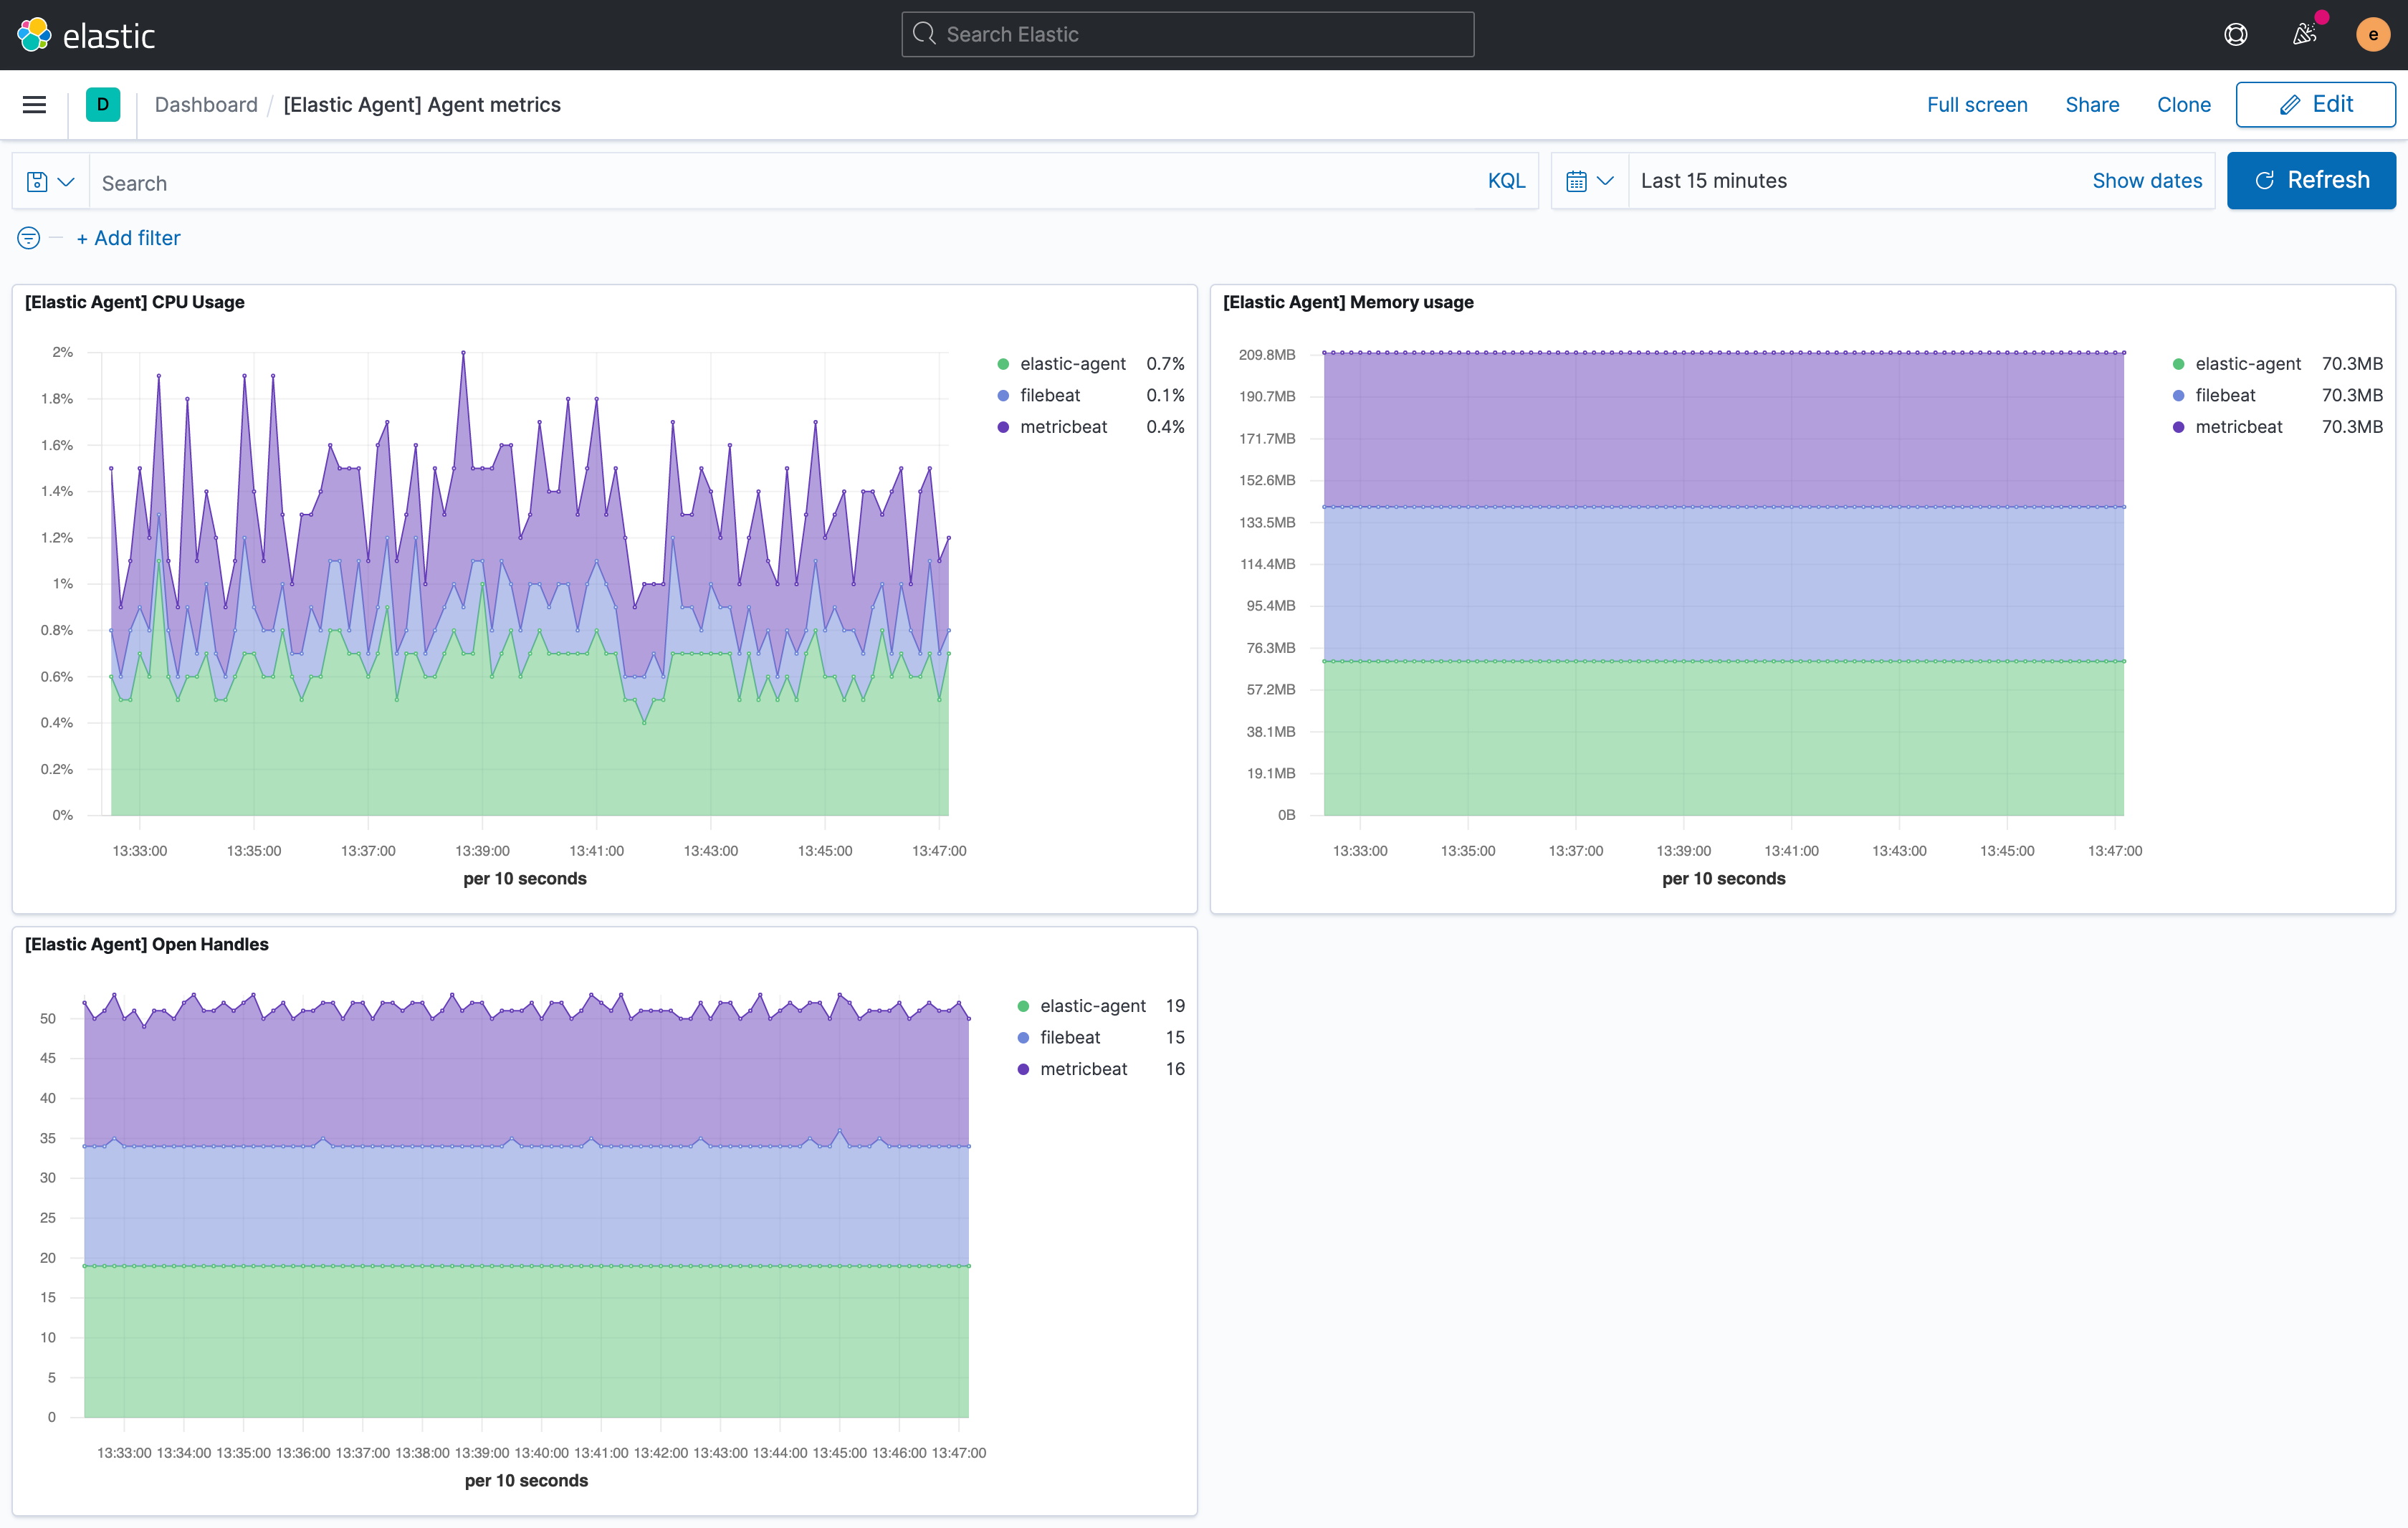 elastic
Search Elastic
e
D
Dashboard / [Elastic Agent] Agent metrics
Full screen
Share
Clone
Edit
Search
KQL
Last 15 minutes
Show dates
Refresh
+ Add filter
[Elastic Agent] CPU Usage
2%
1.8%
1.6%
1.4%
1.2%
1%
0.8%
0.6%
0.4%
0.2%
0%
13:33:00 13:35:00 13:37:00 13:39:00 13:41:00 13:43:00 13:45:00 13:47:00
per 10 seconds
elastic-agent 0.7%
filebeat 0.1%
metricbeat 0.4%
[Elastic Agent] Memory usage
209.8MB
190.7MB
171.7MB
152.6MB
133.5MB
114.4MB
95.4MB
76.3MB
57.2MB
38.1MB
19.1MB
0B
13:33:00 13:35:00 13:37:00 13:39:00 13:41:00 13:43:00 13:45:00 13:47:00
per 10 seconds
elastic-agent 70.3MB
filebeat 70.3MB
metricbeat 70.3MB
[Elastic Agent] Open Handles
50
45
40
35
30
25
20
15
10
5
0
13:33:00 13:34:00 13:35:00 13:36:00 13:37:00 13:38:00 13:39:00 13:40:00 13:41:00 13:42:00 13:43:00 13:44:00 13:45:00 13:46:00 13:47:00
per 10 seconds
elastic-agent 19
filebeat 15
metricbeat 16